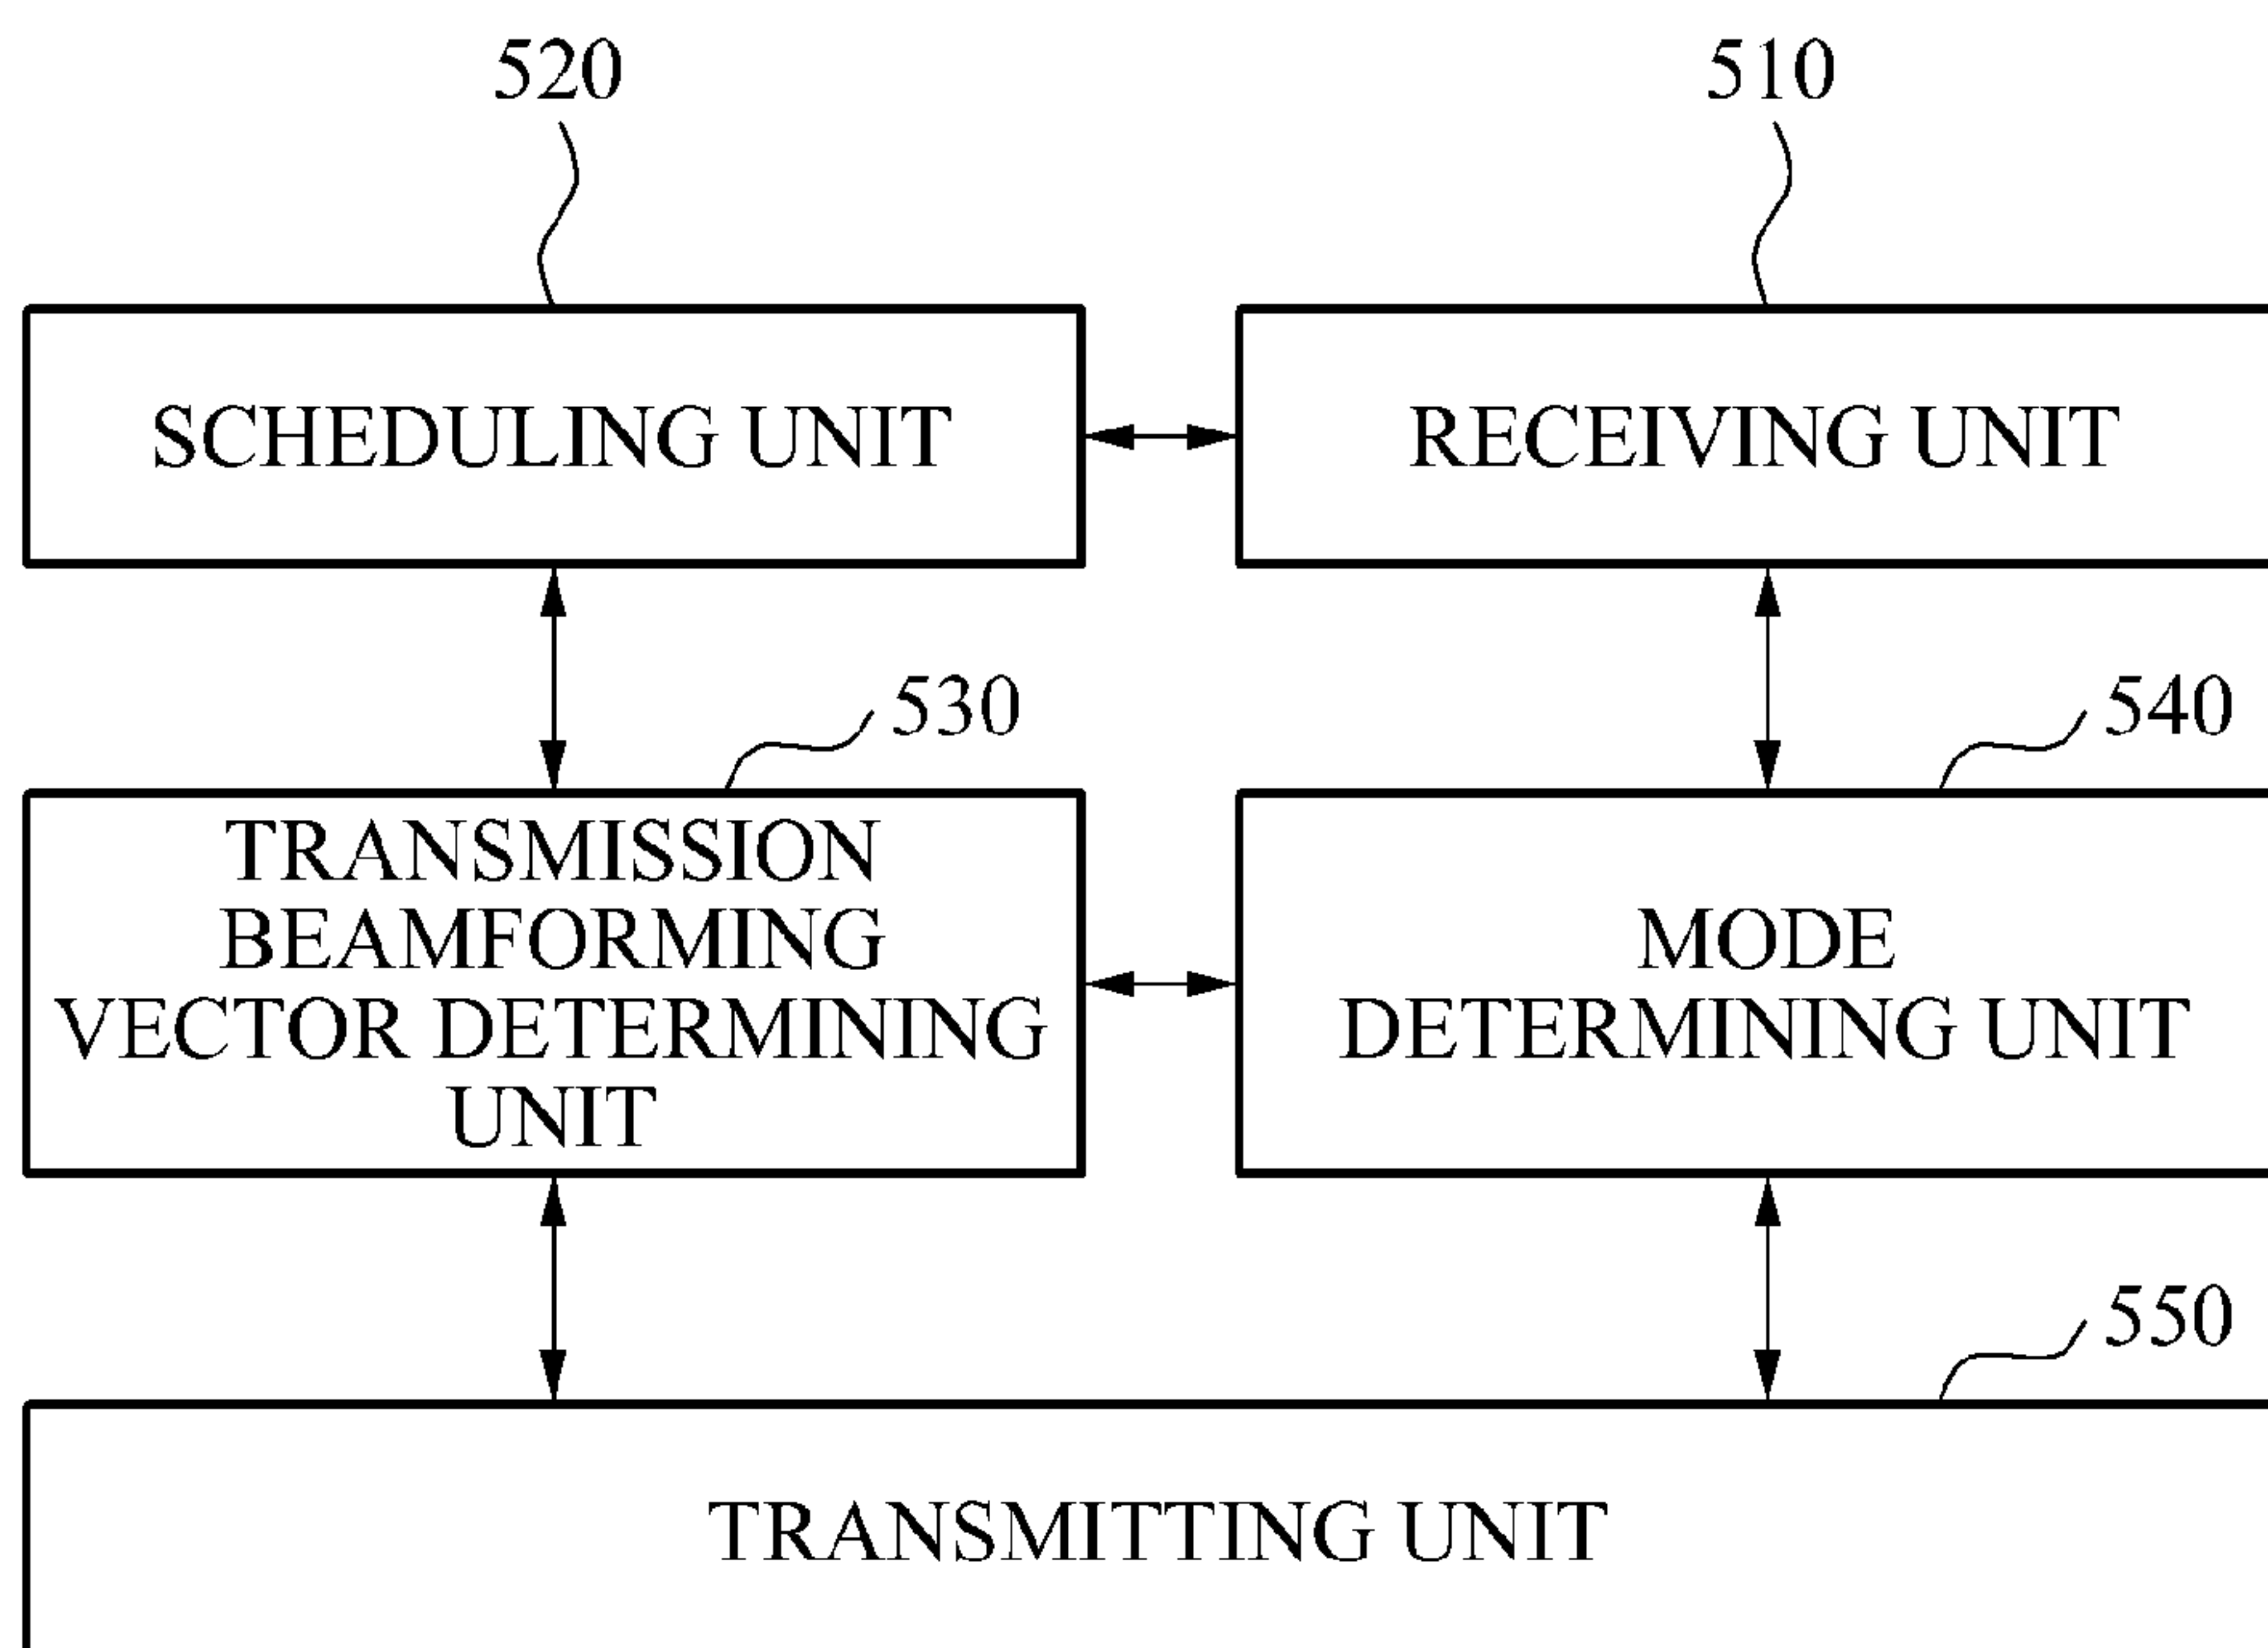 520
510
SCHEDULING UNIT
RECEIVING UNIT
530
540
TRANSMISSION
BEAMFORMING
VECTOR DETERMINING
UNIT
MODE
DETERMINING UNIT
550
TRANSMITTING UNIT